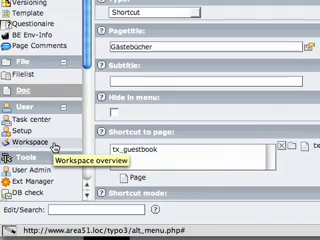 Versioning
Template
Questionaire
BE Env-Info
Page Comments
File
Filelist
Doc
User
Task center
Setup
Workspace
Workspace overview
Tools
User Admin
Ext Manager
DB check
Type:
Shortcut
Pagetitle:
Gästebücher
Subtitle:
Hide in menu:
Shortcut to page:
tx_guestbook
tx
Page
Shortcut mode:
Edit/Search:
http://www.area51.loc/typo3/alt_menu.php#